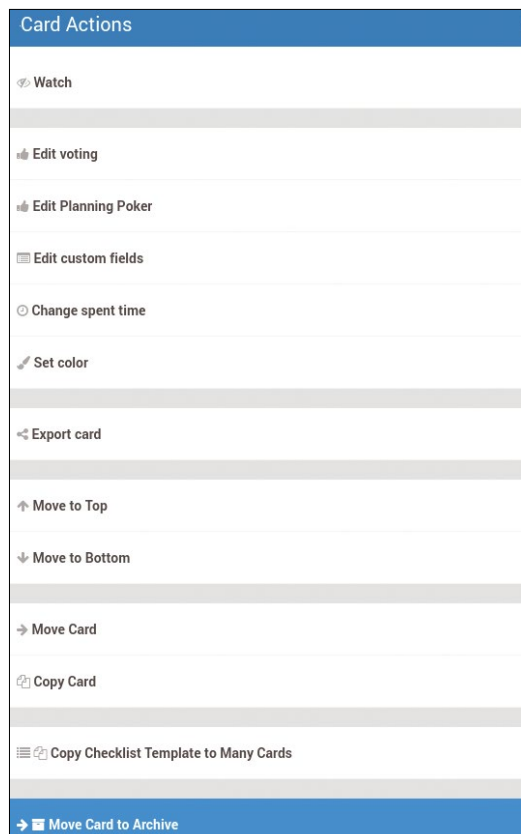 Card Actions
Watch
Edit voting
Edit Planning Poker
Edit custom fields
Change spent time
Set color
Export card
Move to Top
Move to Bottom
Move Card
Copy Card
Copy Checklist Template to Many Cards
Move Card to Archive